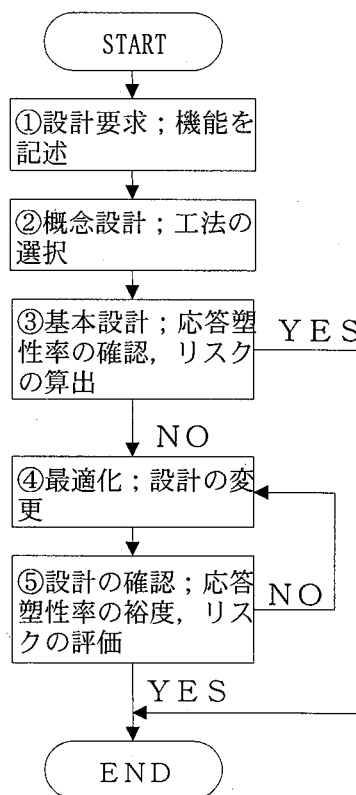 START
①設計要求；機能を
記述
②概念設計；工法の
選択
③基本設計；応答塑
性率の確認，リスク
の算出
YES
NO
④最適化；設計の変
更
⑤設計の確認；応答
塑性率の裕度，リス
クの評価
NO
YES
END